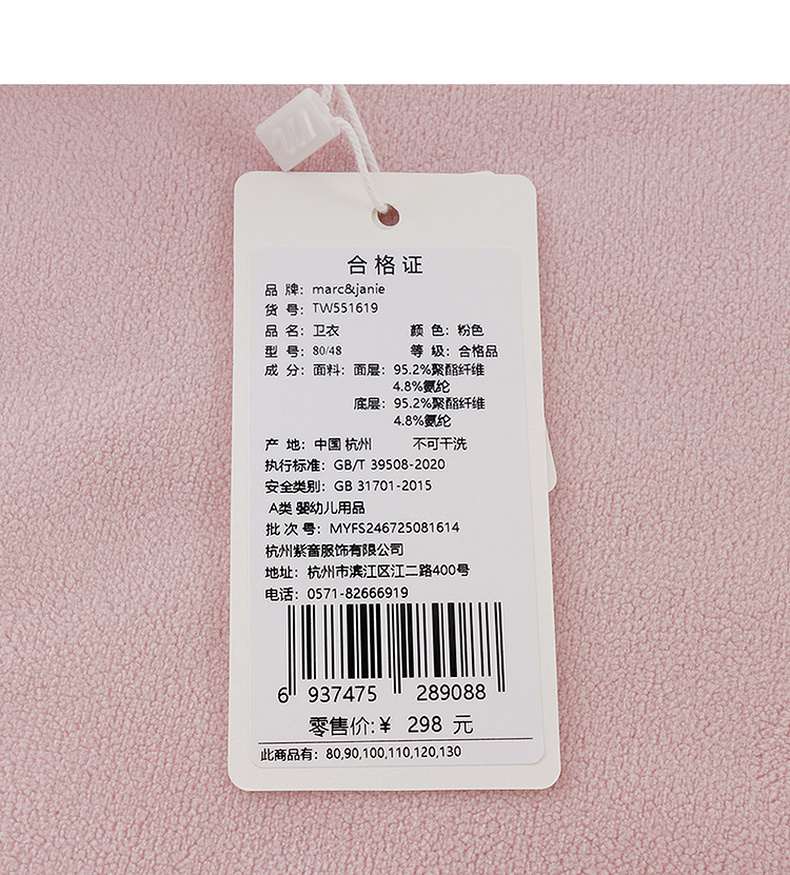 合格证
品 牌: marc&janie
货 号: TW551619
品 名: 卫衣 颜 色: 粉色
型 号: 80/48 等 级: 合格品
成 分: 面料: 面层: 95.2%聚酯纤维
4.8%氨纶
底层: 95.2%聚酯纤维
4.8%氨纶
产 地: 中国 杭州 不可干洗
执行标准: GB/T 39508-2020
安全类别: GB 31701-2015
A类 婴幼儿用品
批 次 号: MYFS246725081614
杭州紫裔服饰有限公司
地址: 杭州市滨江区江二路400号
电话: 0571-82666919
6 937475 289088
零售价:¥ 298 元
此商品有: 80,90,100,110,120,130